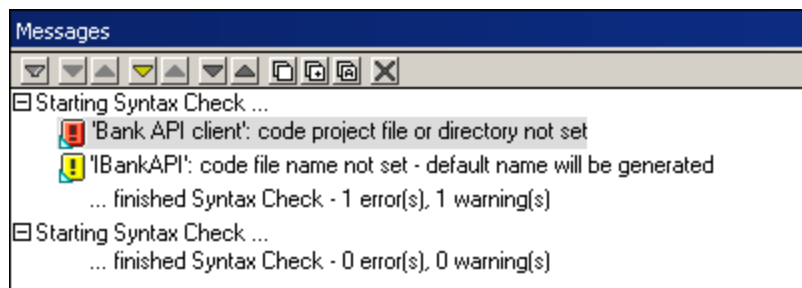 Messages
Starting Syntax Check ...
'Bank API client': code project file or directory not set
'IBankAPI': code file name not set - default name will be generated
... finished Syntax Check - 1 error(s), 1 warning(s)
Starting Syntax Check ...
... finished Syntax Check - 0 error(s), 0 warning(s)